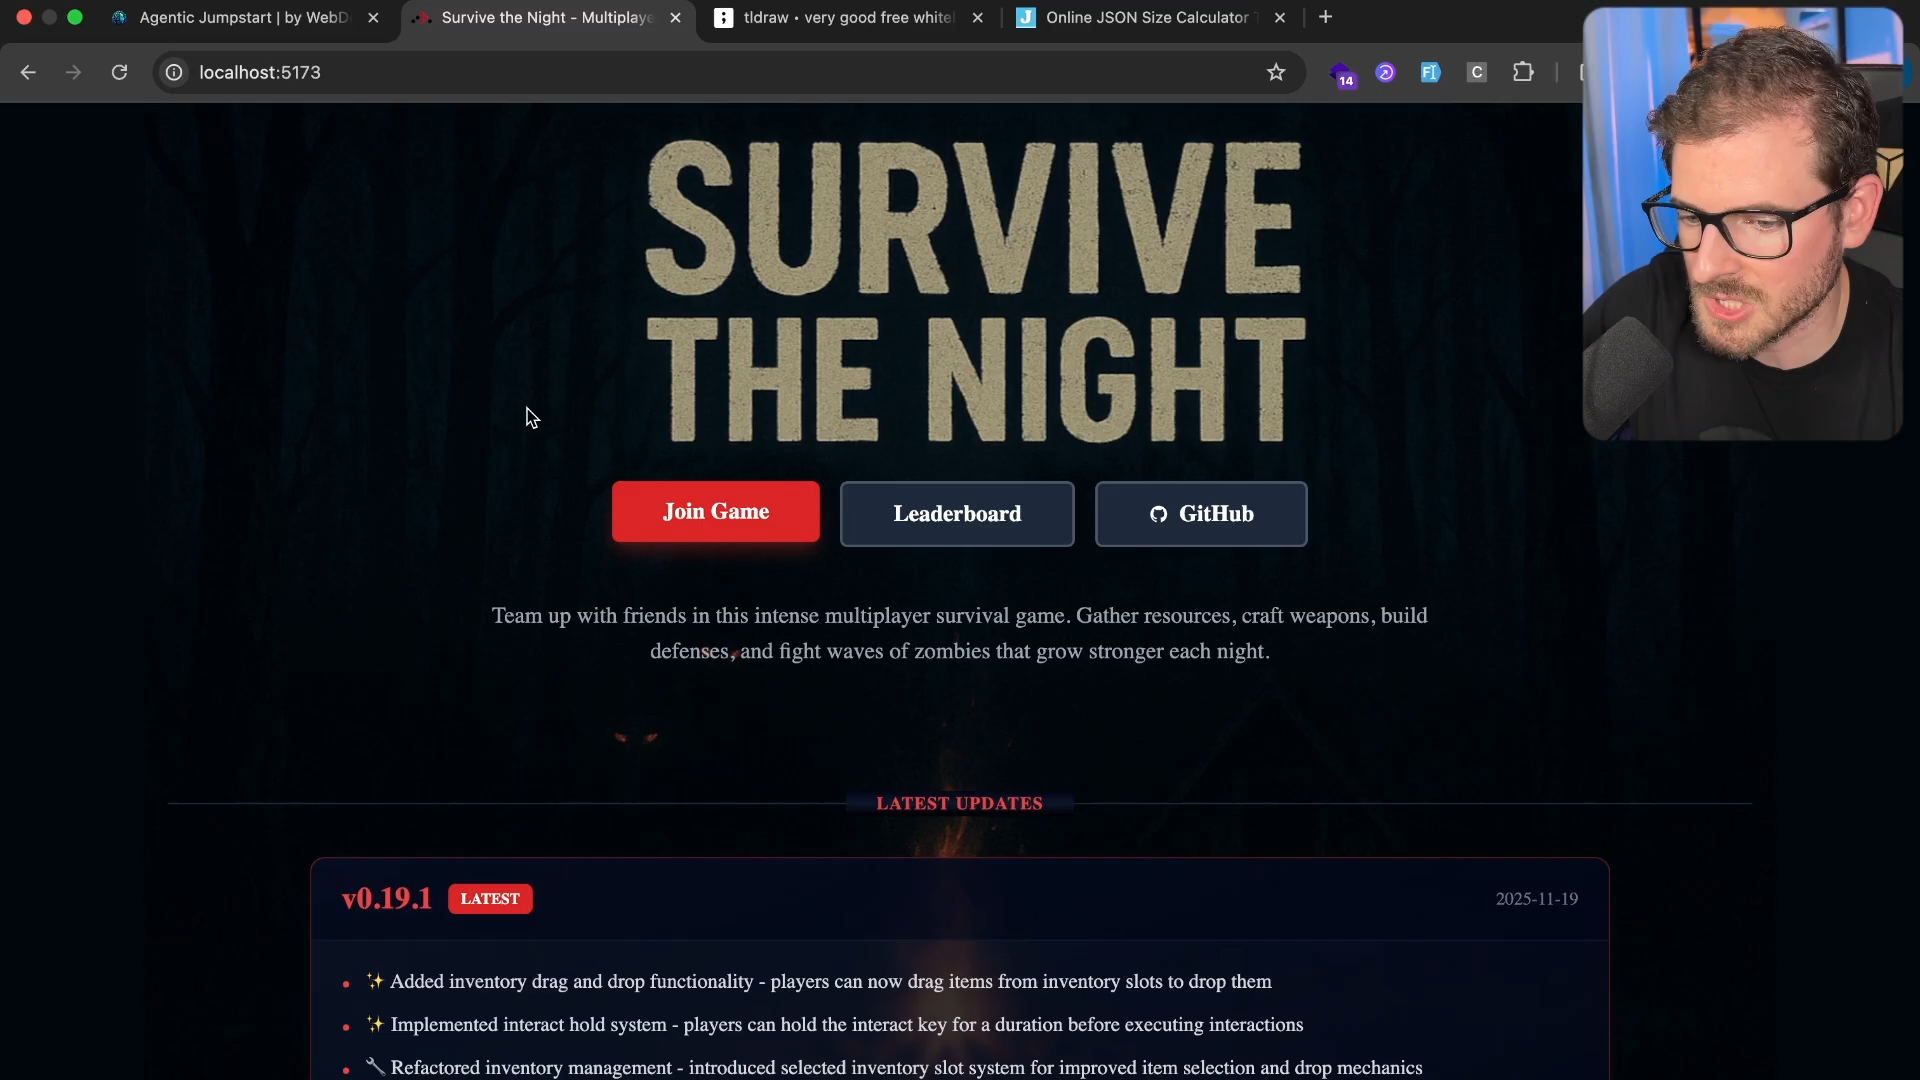 Agentic Jumpstart | by WebD
Survive the Night - Multiplaye
tldraw • very good free white
Online JSON Size Calculator
localhost:5173
14
C
SURVIVE
THE NIGHT
Join Game
Leaderboard
GitHub
Team up with friends in this intense multiplayer survival game. Gather resources, craft weapons, build
defenses, and fight waves of zombies that grow stronger each night.
LATEST UPDATES
v0.19.1
LATEST
2025-11-19
• ✨ Added inventory drag and drop functionality - players can now drag items from inventory slots to drop them
• ✨ Implemented interact hold system - players can hold the interact key for a duration before executing interactions
• 🔧 Refactored inventory management - introduced selected inventory slot system for improved item selection and drop mechanics